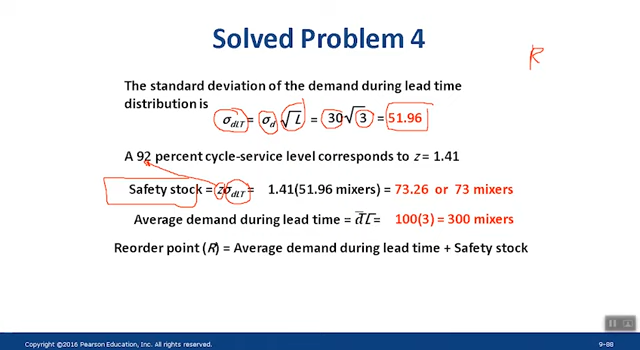 Solved Problem 4
R
The standard deviation of the demand during lead time
distribution is
σdLT = σd √L = 30√3 = 51.96
A 92 percent cycle-service level corresponds to z = 1.41
Safety stock = zσdLT = 1.41(51.96 mixers) = 73.26 or 73 mixers
Average demand during lead time = d̅L = 100(3) = 300 mixers
Reorder point (R) = Average demand during lead time + Safety stock
Copyright ©2016 Pearson Education, Inc. All rights reserved.
9-88